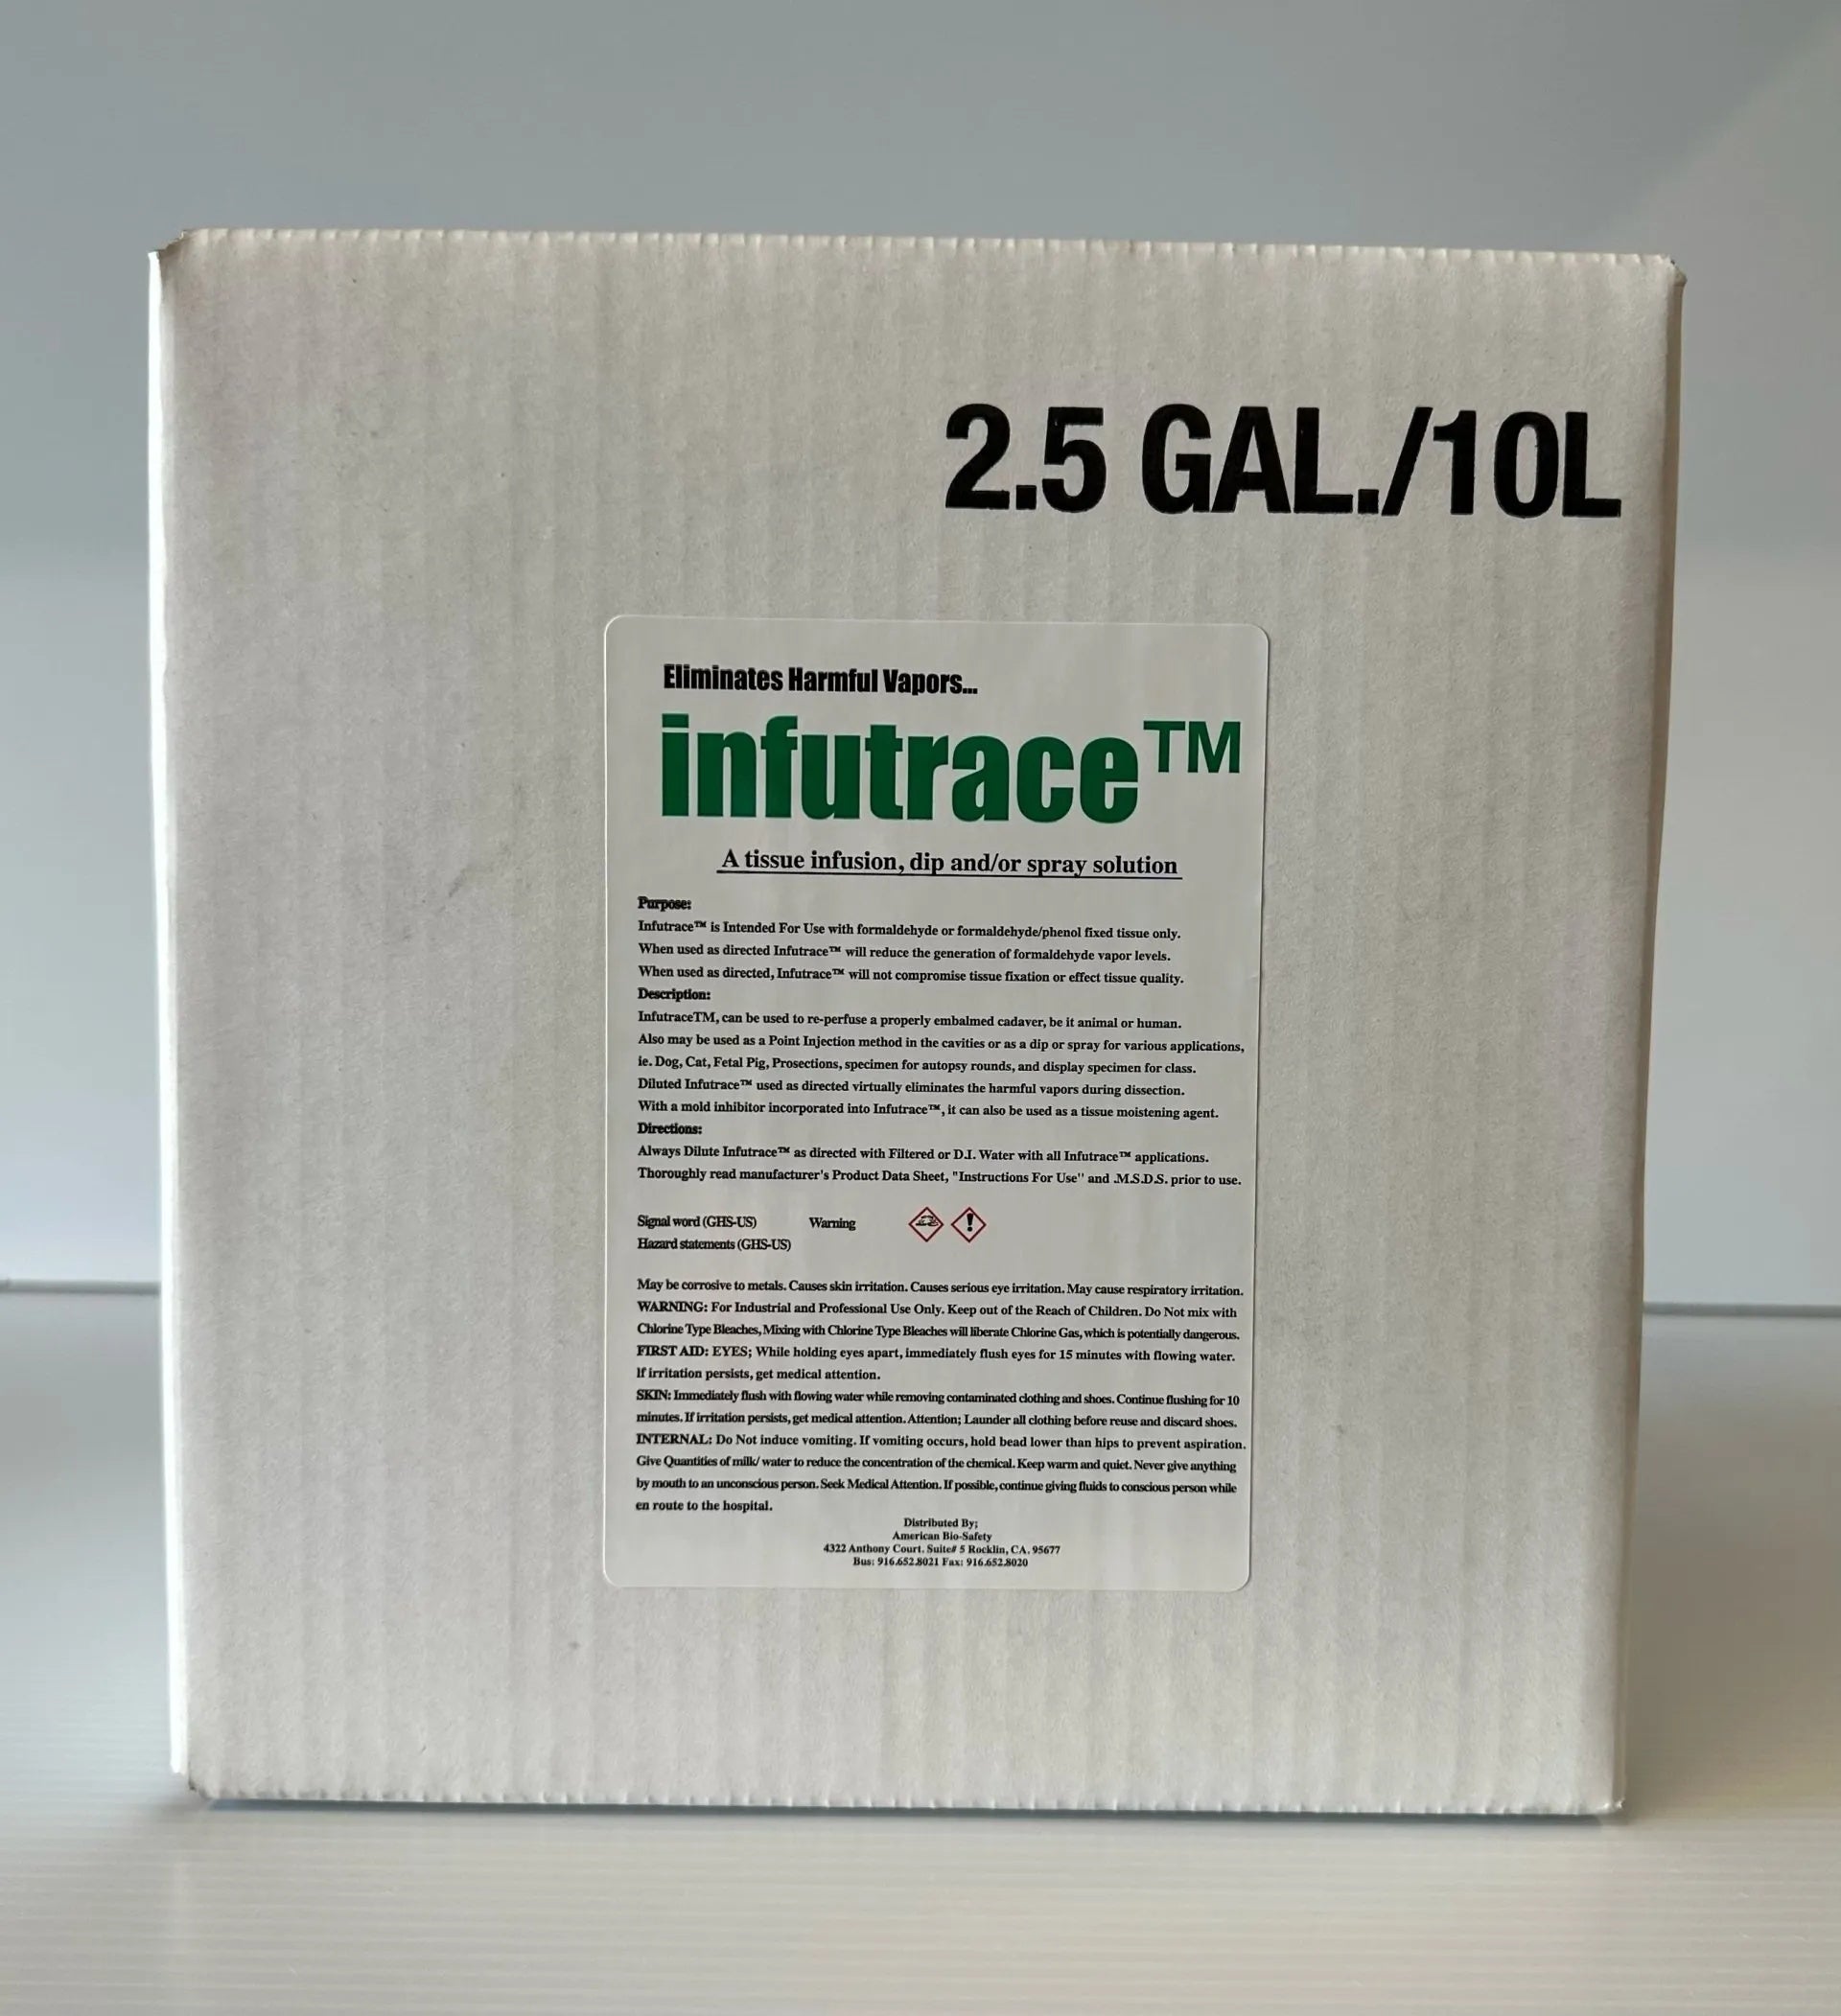 2.5 GAL./10L
Eliminates Harmful Vapors...
infutrace™
A tissue infusion, dip and/or spray solution
Purpose:
Infutrace™ is Intended For Use with formaldehyde or formaldehyde/phenol fixed tissue only.
When used as directed Infutrace™ will reduce the generation of formaldehyde vapor levels.
When used as directed, Infutrace™ will not compromise tissue fixation or effect tissue quality.
Description:
InfutraceTM, can be used to re-perfuse a properly embalmed cadaver, be it animal or human.
Also may be used as a Point Injection method in the cavities or as a dip or spray for various applications,
ie. Dog, Cat, Fetal Pig, Prosections, specimen for autopsy rounds, and display specimen for class.
Diluted Infutrace™ used as directed virtually eliminates the harmful vapors during dissection.
With a mold inhibitor incorporated into Infutrace™, it can also be used as a tissue moistening agent.
Directions:
Always Dilute Infutrace™ as directed with Filtered or D.I. Water with all Infutrace™ applications.
Thoroughly read manufacturer's Product Data Sheet, "Instructions For Use" and .M.S.D.S. prior to use.
Signal word (GHS-US) Warning
Hazard statements (GHS-US)
May be corrosive to metals. Causes skin irritation. Causes serious eye irritation. May cause respiratory irritation.
WARNING: For Industrial and Professional Use Only. Keep out of the Reach of Children. Do Not mix with
Chlorine Type Bleaches, Mixing with Chlorine Type Bleaches will liberate Chlorine Gas, which is potentially dangerous.
FIRST AID: EYES; While holding eyes apart, immediately flush eyes for 15 minutes with flowing water.
If irritation persists, get medical attention.
SKIN: Immediately flush with flowing water while removing contaminated clothing and shoes. Continue flushing for 10
minutes. If irritation persists, get medical attention. Attention; Launder all clothing before reuse and discard shoes.
INTERNAL: Do Not induce vomiting. If vomiting occurs, hold bead lower than hips to prevent aspiration.
Give Quantities of milk/ water to reduce the concentration of the chemical. Keep warm and quiet. Never give anything
by mouth to an unconscious person. Seek Medical Attention. If possible, continue giving fluids to conscious person while
en route to the hospital.
Distributed By;
American Bio-Safety
4322 Anthony Court. Suite# 5 Rocklin, CA. 95677
Bus: 916.652.8021 Fax: 916.652.8020